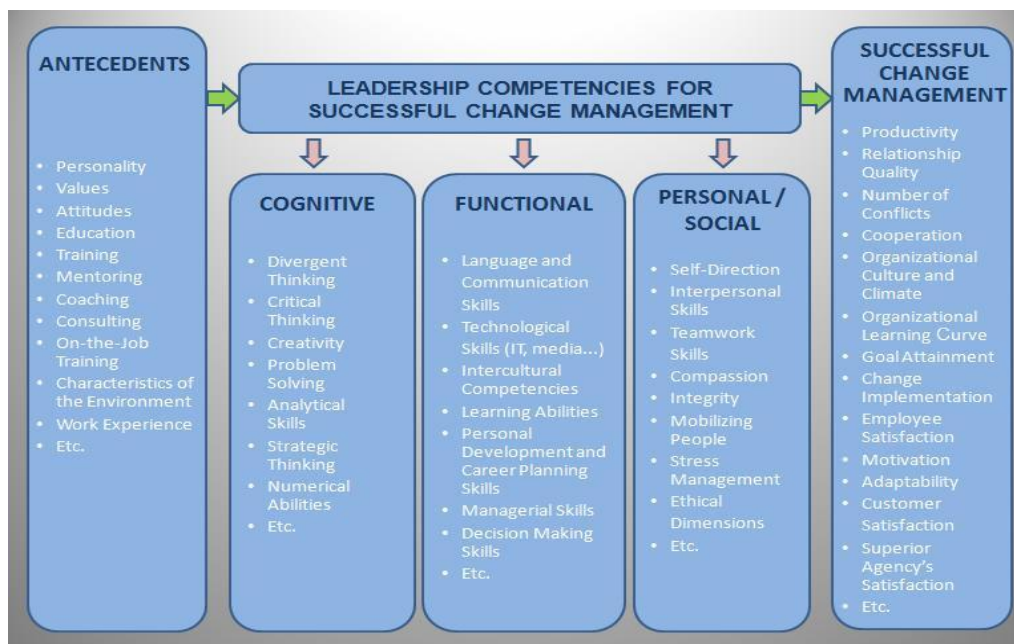 ANTECEDENTS
• Personality
• Values
• Attitudes
• Education
• Training
• Mentoring
• Coaching
• Consulting
• On-the-Job
Training
• Characteristics of
the Environment
• Work Experience
• Etc.
LEADERSHIP COMPETENCIES FOR
SUCCESSFUL CHANGE MANAGEMENT
COGNITIVE
• Divergent
Thinking
• Critical
Thinking
• Creativity
• Problem
Solving
• Analytical
Skills
• Strategic
Thinking
• Numerical
Abilities
• Etc.
FUNCTIONAL
• Language and
Communication
Skills
• Technological
Skills (IT, media...)
• Intercultural
Competencies
• Learning Abilities
• Personal
Development and
Career Planning
Skills
• Managerial Skills
• Decision Making
Skills
• Etc.
PERSONAL /
SOCIAL
• Self-Direction
• Interpersonal
Skills
• Teamwork
Skills
• Compassion
• Integrity
• Mobilizing
People
• Stress
Management
• Ethical
Dimensions
• Etc.
SUCCESSFUL
CHANGE
MANAGEMENT
• Productivity
• Relationship
Quality
• Number of
Conflicts
• Cooperation
• Organizational
Culture and
Climate
• Organizational
Learning Curve
• Goal Attainment
• Change
Implementation
• Employee
Satisfaction
• Motivation
• Adaptability
• Customer
Satisfaction
• Superior
Agency's
Satisfaction
• Etc.